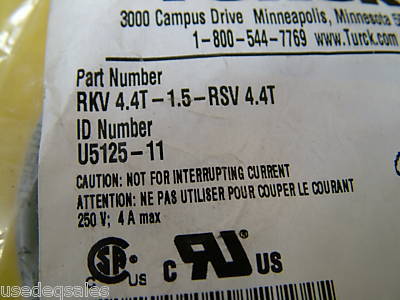 3000 Campus Drive Minneapolis, Minnesota
1-800-544-7769 www.Turck.com
Part Number
RKV 4.4T-1.5-RSV 4.4T
ID Number
U5125-11
CAUTION: NOT FOR INTERRUPTING CURRENT
ATTENTION: NE PAS UTILISER POUR COUPER LE COURANT
250 V; 4 A max
SA US C RU US
usedeqsales